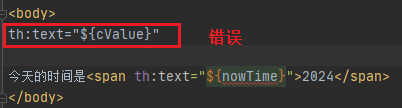 <body>
th:text="${cValue}" 错误
今天的时间是<span th:text="${nowTime}">2024</span>
</body>